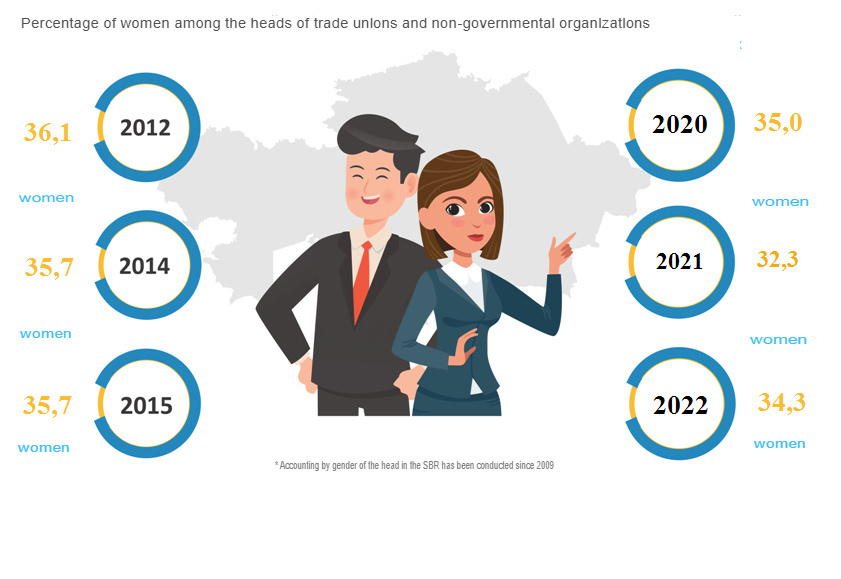 Percentage of women among the heads of trade unions and non-governmental organizations
36,1
2012
women
35,7
2014
women
35,7
2015
women
2020
35,0
women
2021
32,3
women
2022
34,3
women
* Accounting by gender of the head in the SBR has been conducted since 2009